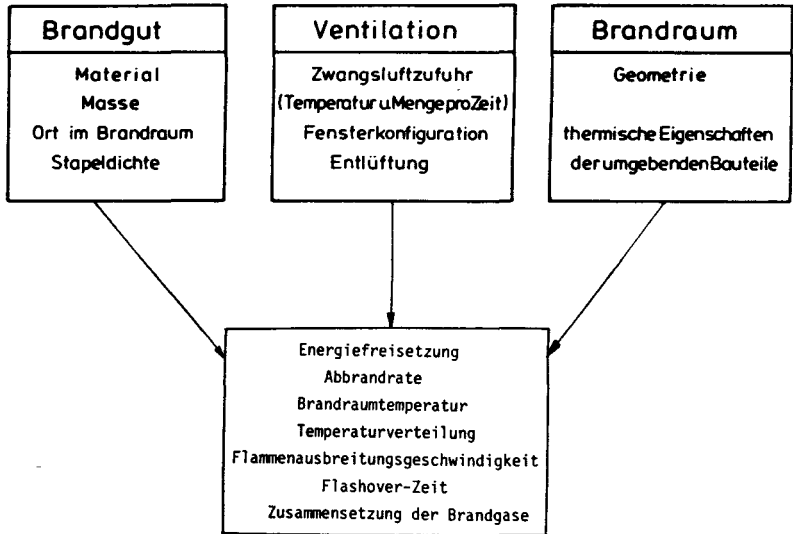 Brandgut
Material
Masse
Ort im Brandraum
Stapeldichte
Ventilation
Zwangsluftzufuhr
(Temperatur u. Menge pro Zeit)
Fensterkonfiguration
Entlüftung
Brandraum
Geometrie
thermische Eigenschaften
der umgebenden Bauteile
Energiefreisetzung
Abbrandrate
Brandraumtemperatur
Temperaturverteilung
Flammenausbreitungsgeschwindigkeit
Flashover-Zeit
Zusammensetzung der Brandgase